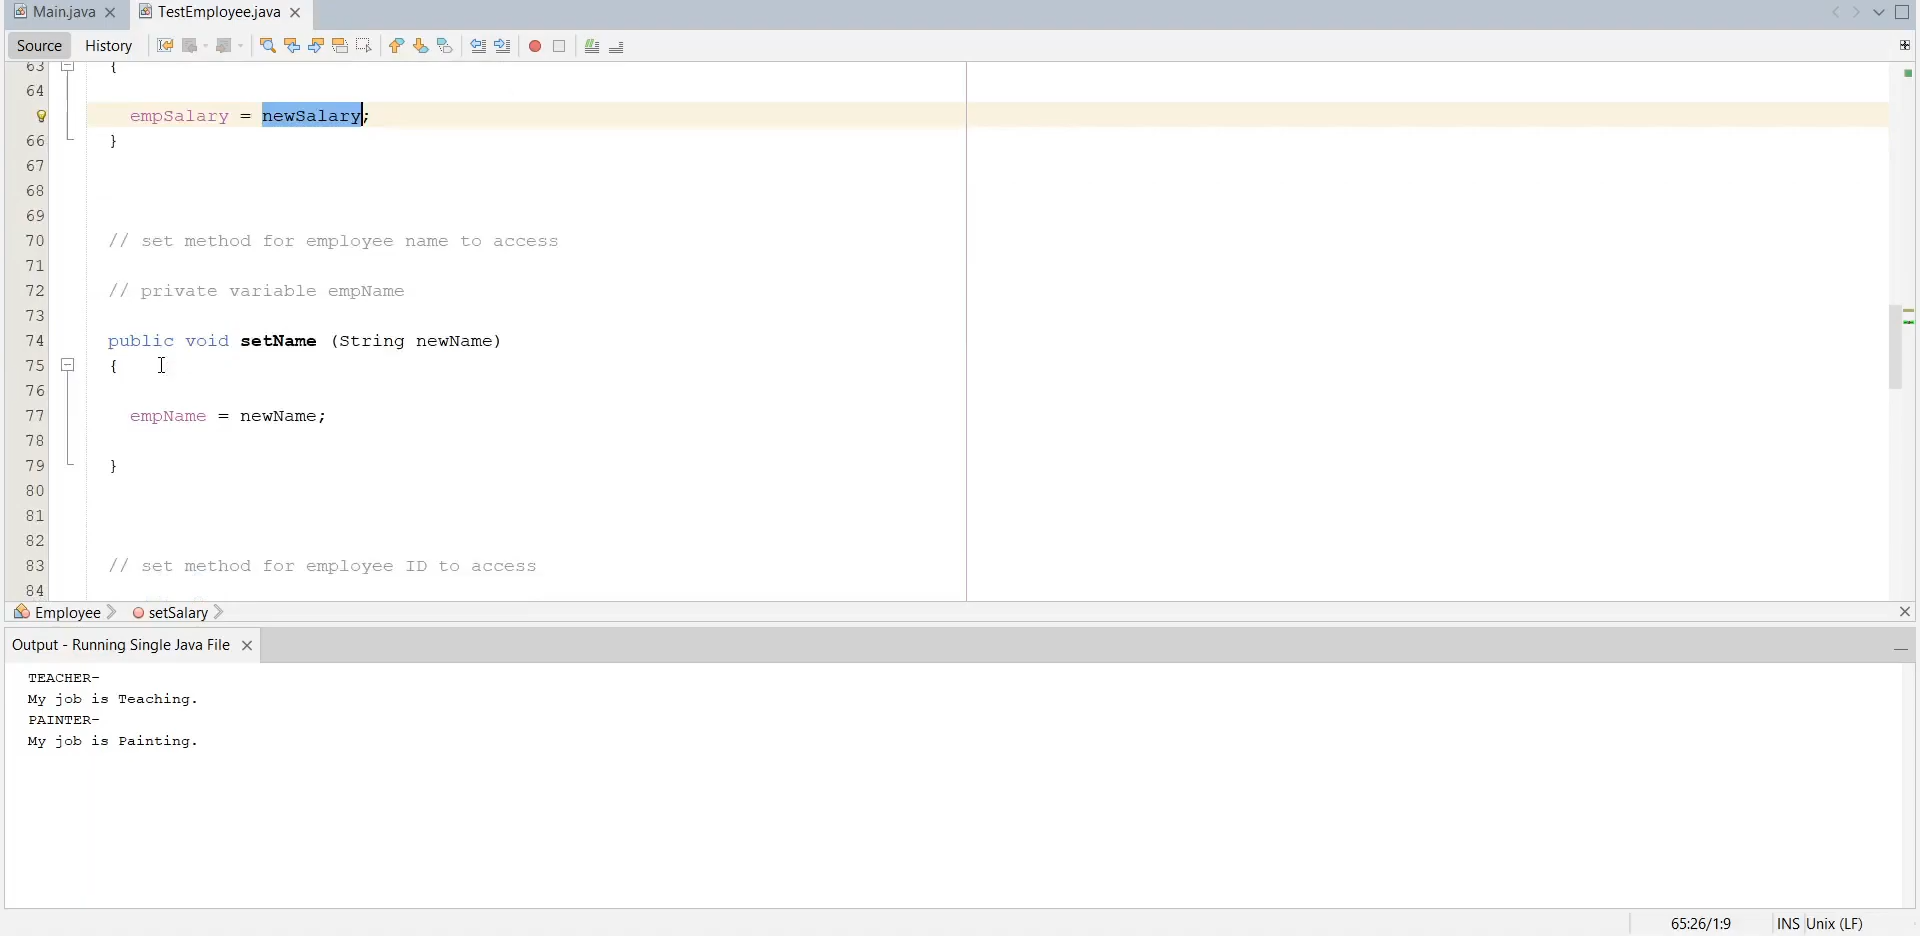 Main.java TestEmployee.java
Source History
63 {
64
empSalary = newSalary;
66 }
67
68
69
70 // set method for employee name to access
71
72 // private variable empName
73
74 public void setName (String newName)
75 {
76
77 empName = newName;
78
79 }
80
81
82
83 // set method for employee ID to access
84
Employee setSalary
Output - Running Single Java File
TEACHER-
My job is Teaching.
PAINTER-
My job is Painting.
65:26/1:9 INS Unix (LF)